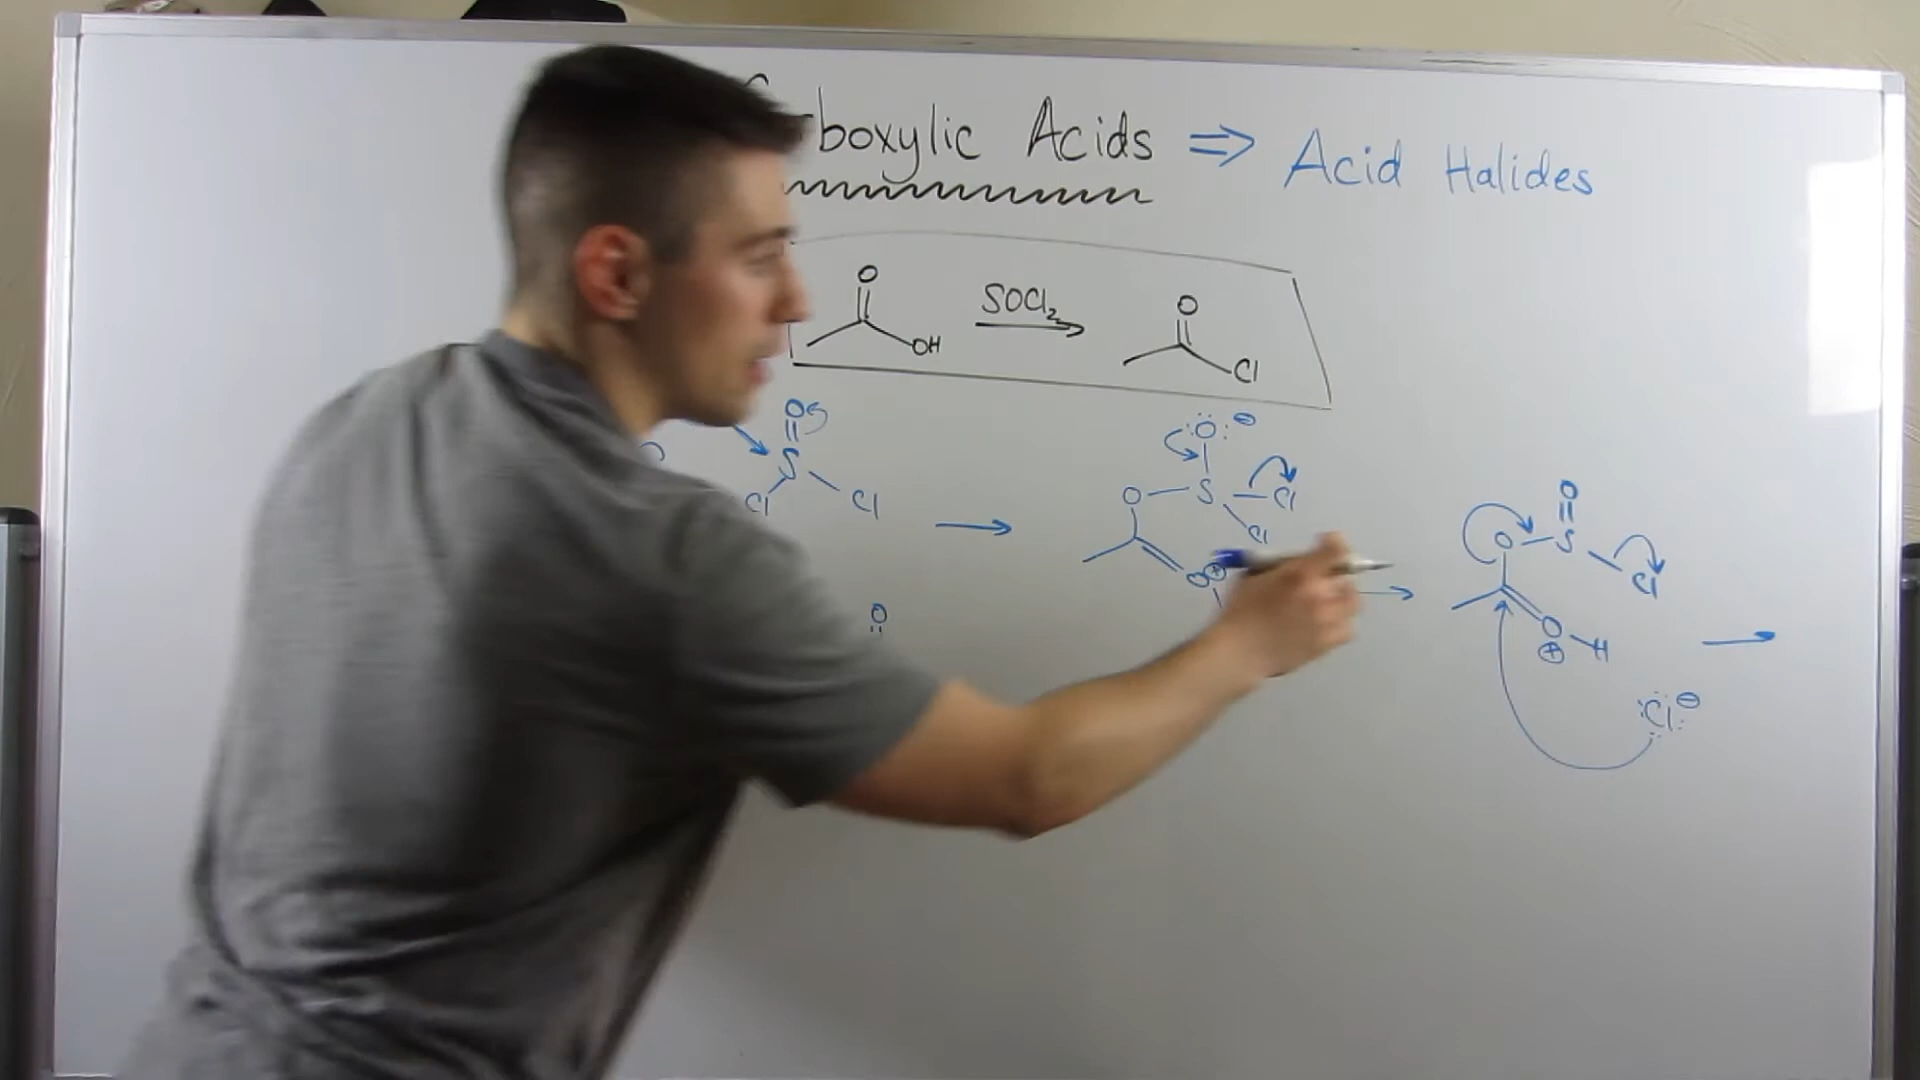 boxylic Acids ⇒ Acid Halides
O
OH
SOCl₂
O
Cl
O
S
Cl
Cl
:O: ⊖
O
S
Cl
Cl
O ⊕
O
O
S
O
Cl
O
⊕
H
:Cl: ⊖